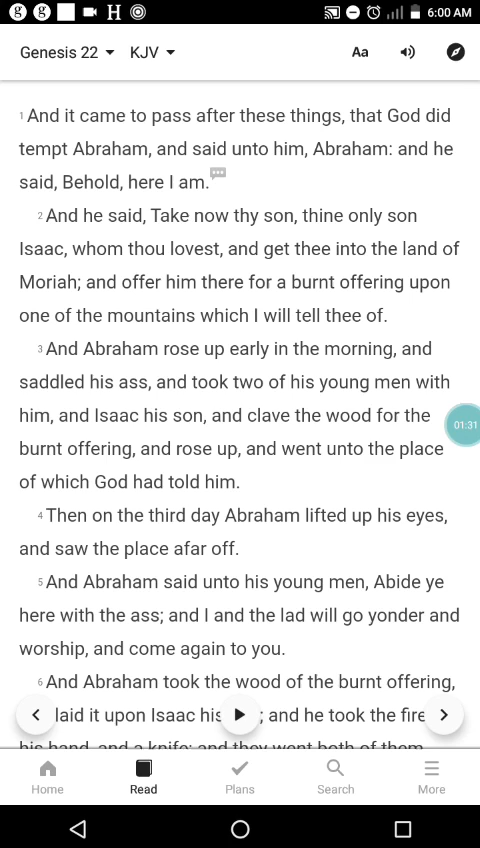 6:00 AM
Genesis 22 KJV Aa
1 And it came to pass after these things, that God did
tempt Abraham, and said unto him, Abraham: and he
said, Behold, here I am.
2 And he said, Take now thy son, thine only son
Isaac, whom thou lovest, and get thee into the land of
Moriah; and offer him there for a burnt offering upon
one of the mountains which I will tell thee of.
3 And Abraham rose up early in the morning, and
saddled his ass, and took two of his young men with
him, and Isaac his son, and clave the wood for the
01:31
burnt offering, and rose up, and went unto the place
of which God had told him.
4 Then on the third day Abraham lifted up his eyes,
and saw the place afar off.
5 And Abraham said unto his young men, Abide ye
here with the ass; and I and the lad will go yonder and
worship, and come again to you.
6 And Abraham took the wood of the burnt offering,
laid it upon Isaac his ; and he took the fire
his hand, and a knife; and they went both of them
Home Read Plans Search More